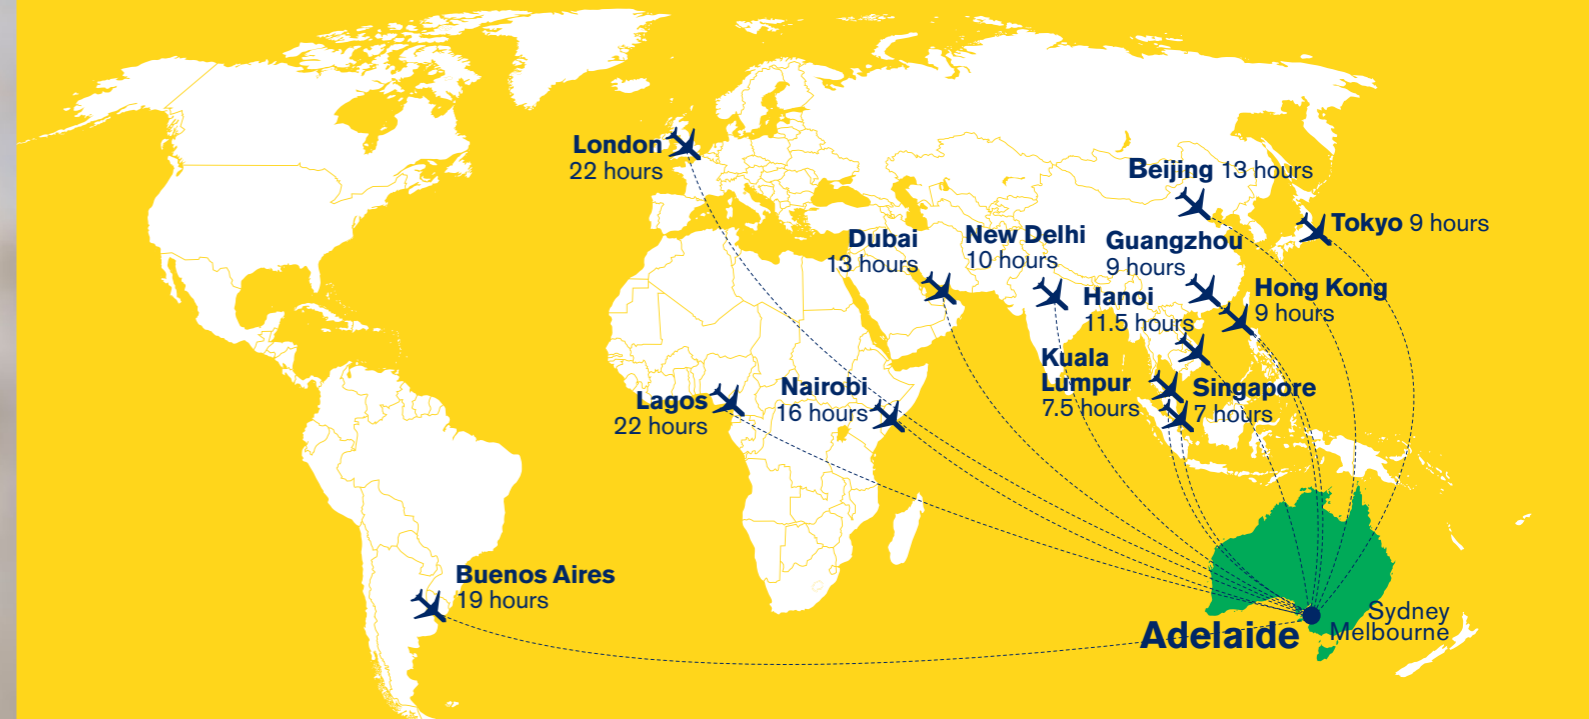 London
22 hours
Beijing 13 hours
Tokyo 9 hours
Dubai
13 hours
New Delhi
10 hours
Guangzhou
9 hours
Hanoi
11.5 hours
Hong Kong
9 hours
Kuala
Lumpur
7.5 hours
Singapore
7 hours
Lagos
22 hours
Nairobi
16 hours
Buenos Aires
19 hours
Adelaide
Sydney
Melbourne